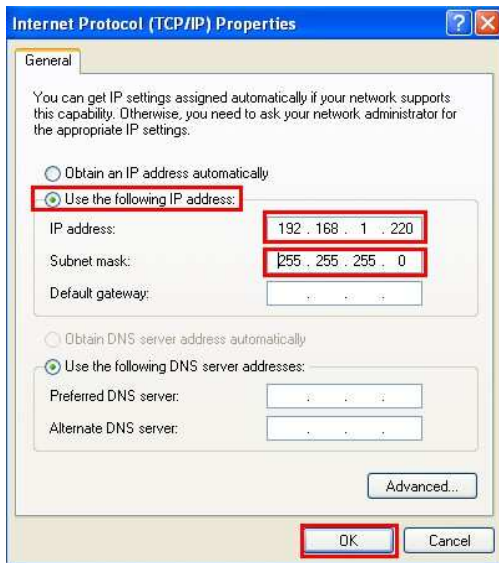 Internet Protocol (TCP/IP) Properties
General
You can get IP settings assigned automatically if your network supports
this capability. Otherwise, you need to ask your network administrator for
the appropriate IP settings.
Obtain an IP address automatically
Use the following IP address:
IP address: 192 . 168 . 1 . 220
Subnet mask: 255 . 255 . 255 . 0
Default gateway: . . .
Obtain DNS server address automatically
Use the following DNS server addresses:
Preferred DNS server: . . .
Alternate DNS server: . . .
Advanced...
OK Cancel